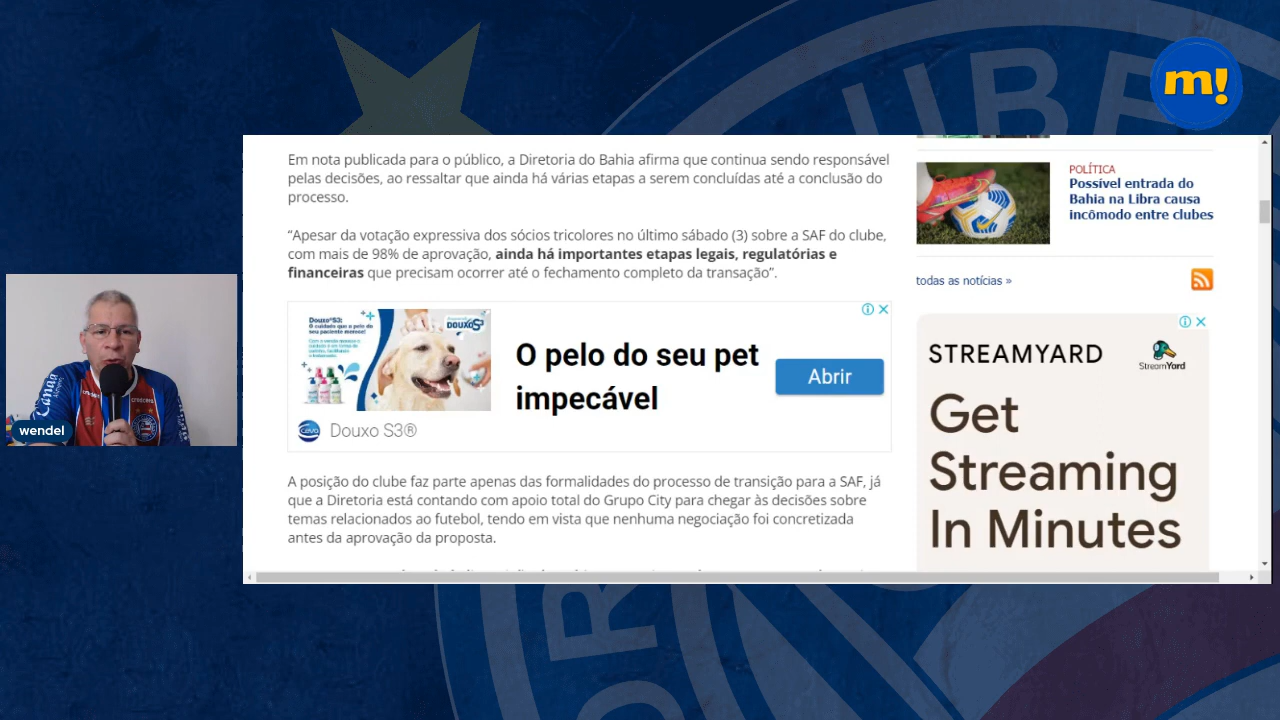 m!
UBE
Em nota publicada para o público, a Diretoria do Bahia afirma que continua sendo responsável
pelas decisões, ao ressaltar que ainda há várias etapas a serem concluídas até a conclusão do
processo.
“Apesar da votação expressiva dos sócios tricolores no último sábado (3) sobre a SAF do clube,
com mais de 98% de aprovação, ainda há importantes etapas legais, regulatórias e
financeiras que precisam ocorrer até o fechamento completo da transação”.
Douxo®S3:
O cuidado que a pele do
seu paciente merece!
DOUXO S3
O pelo do seu pet
impecável
Abrir
Ceva
Douxo S3®
A posição do clube faz parte apenas das formalidades do processo de transição para a SAF, já
que a Diretoria está contando com apoio total do Grupo City para chegar às decisões sobre
temas relacionados ao futebol, tendo em vista que nenhuma negociação foi concretizada
antes da aprovação da proposta.
POLÍTICA
Possível entrada do
Bahia na Libra causa
incômodo entre clubes
todas as notícias »
STREAMYARD
StreamYard
Get
Streaming
In Minutes
wendel